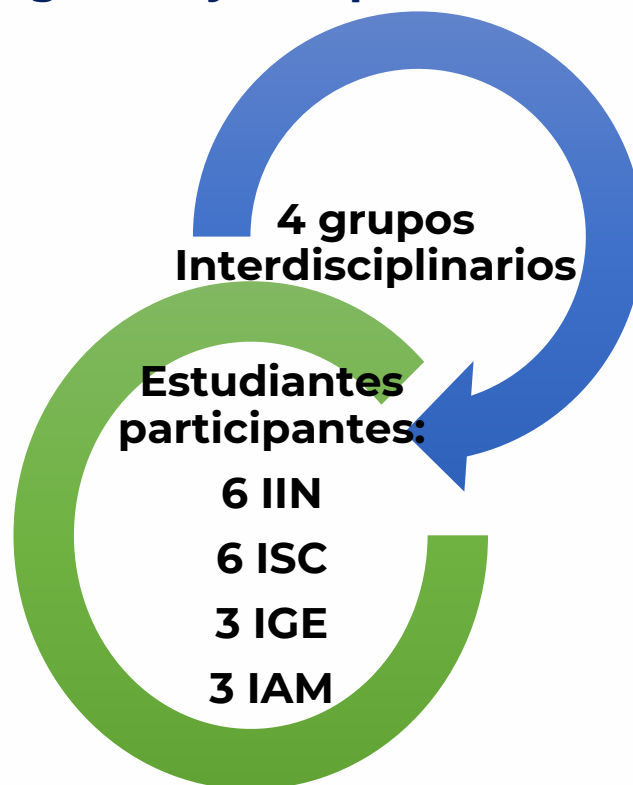 4 grupos
Interdisciplinarios
Estudiantes
participantes:
6 IIN
6 ISC
3 IGE
3 IAM